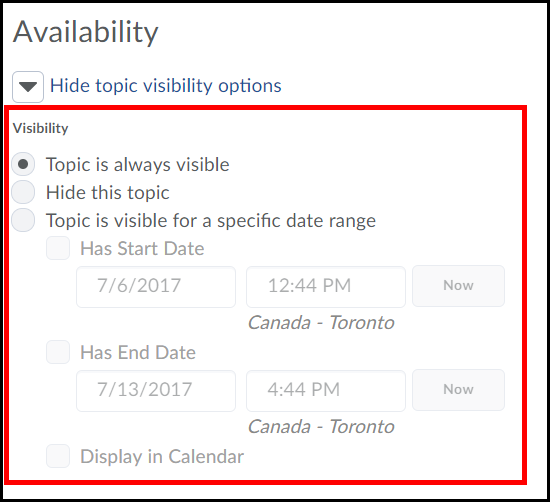 Availability
Hide topic visibility options
Visibility
Topic is always visible
Hide this topic
Topic is visible for a specific date range
Has Start Date
7/6/2017 12:44 PM Now
Canada - Toronto
Has End Date
7/13/2017 4:44 PM Now
Canada - Toronto
Display in Calendar